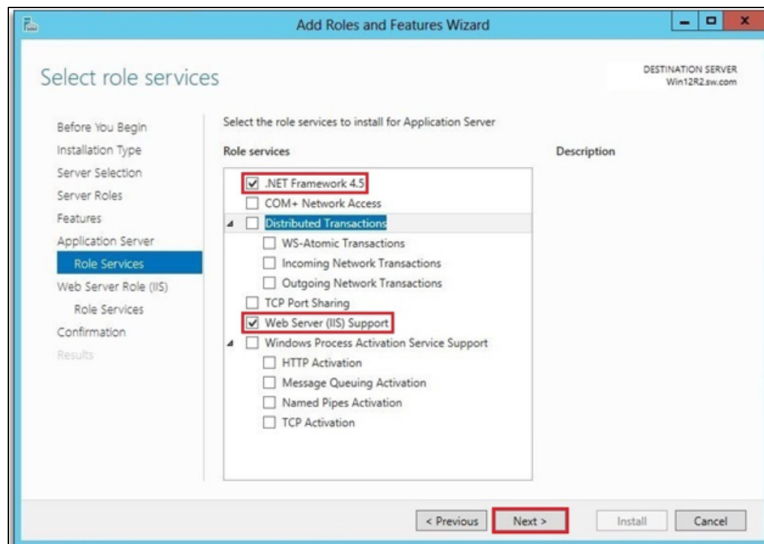 Add Roles and Features Wizard
Select role services
DESTINATION SERVER
Win12R2.sw.com
Before You Begin
Installation Type
Server Selection
Server Roles
Features
Application Server
Role Services
Web Server Role (IIS)
Role Services
Confirmation
Results
Select the role services to install for Application Server
Role services
.NET Framework 4.5
COM+ Network Access
Distributed Transactions
WS-Atomic Transactions
Incoming Network Transactions
Outgoing Network Transactions
TCP Port Sharing
Web Server (IIS) Support
Windows Process Activation Service Support
HTTP Activation
Message Queuing Activation
Named Pipes Activation
TCP Activation
Description
< Previous
Next >
Install
Cancel